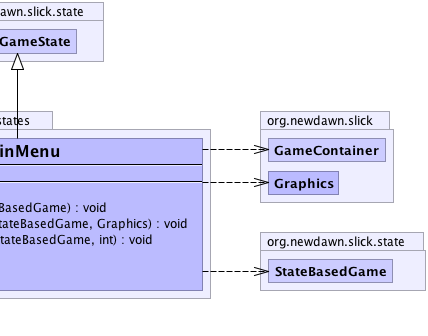 awn.slick.state
GameState
states
inMenu
BasedGame) : void
tateBasedGame, Graphics) : void
tateBasedGame, int) : void
org.newdawn.slick
GameContainer
Graphics
org.newdawn.slick.state
StateBasedGame